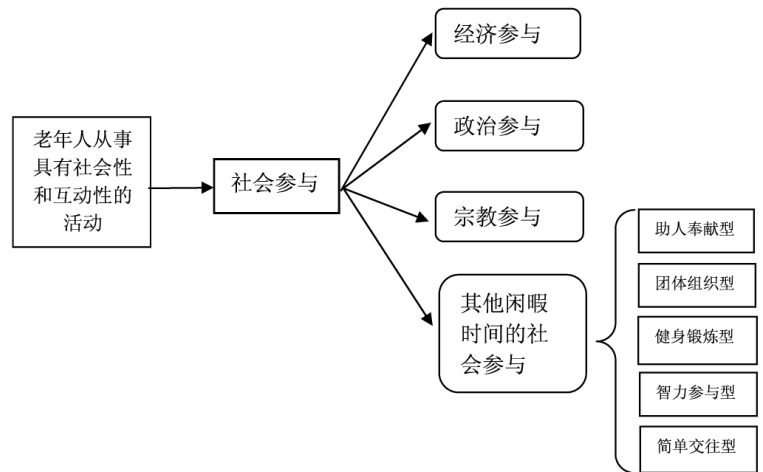 老年人从事
具有社会性
和互动性的
活动
社会参与
经济参与
政治参与
宗教参与
其他闲暇
时间的社
会参与
助人奉献型
团体组织型
健身锻炼型
智力参与型
简单交往型